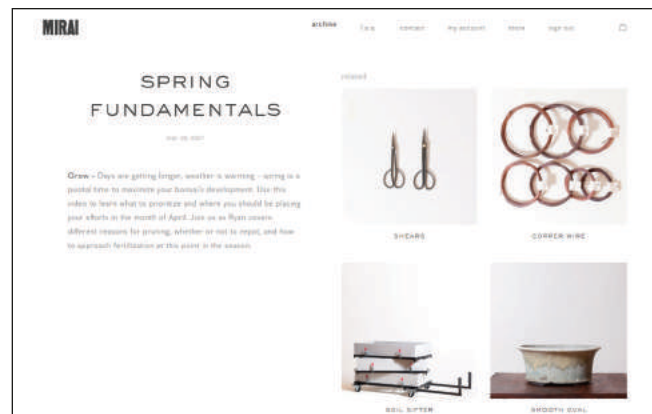 MIRAI
archive
f.a.q
contact
my account
store
sign out
SPRING
FUNDAMENTALS
related
Grow – Days are getting longer, weather is warming – spring is a
pivotal time to maximize your bonsai's development. Use this
video to learn what to prioritize and where you should be placing
your efforts in the month of April. Join us as Ryan covers
different reasons for pruning, whether or not to repot, and how
to approach fertilization at this point in the season.
SHEARS
COPPER WIRE
SOIL SIFTER
SMOOTH OVAL